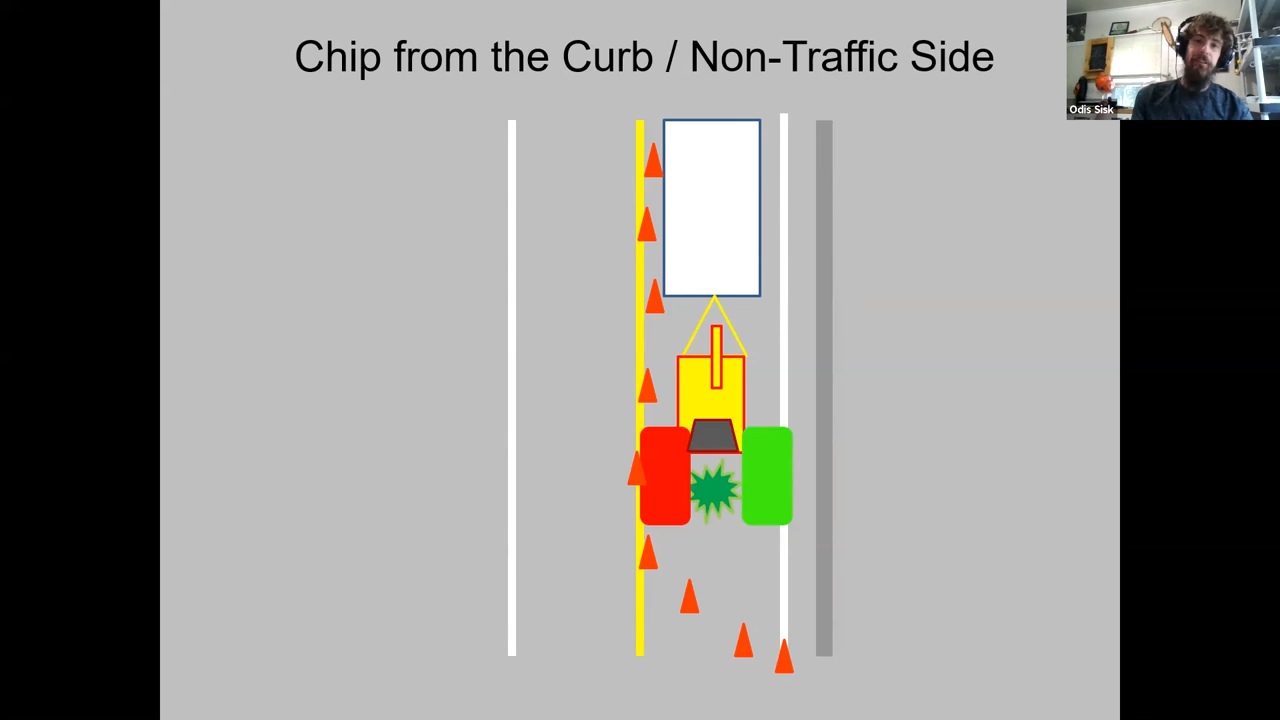 Chip from the Curb / Non-Traffic Side
Odis Sisk